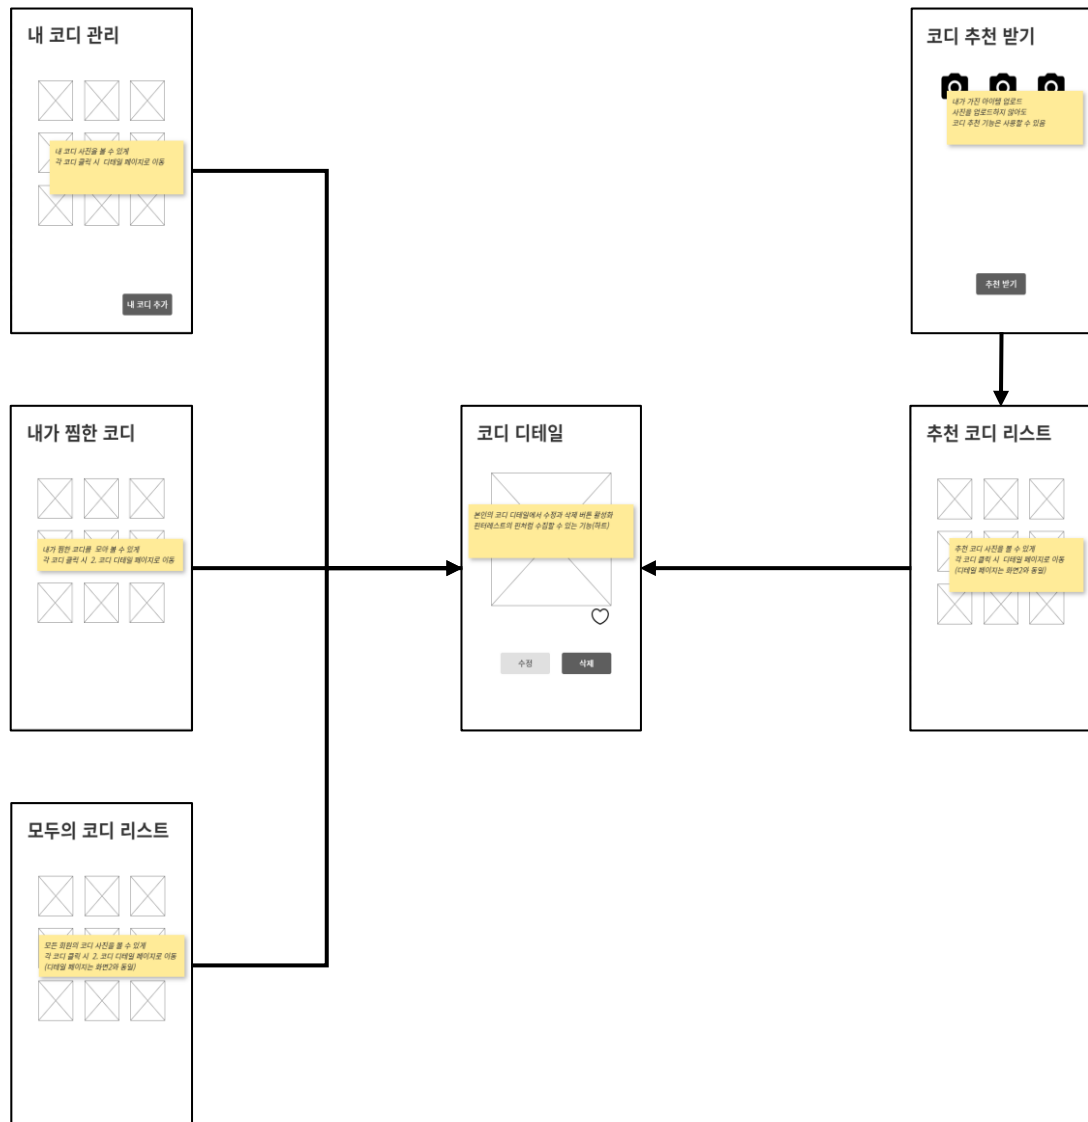 내 코디 관리
내 코디 사진을 볼 수 있게
각 코디 클릭 시 디테일 페이지로 이동
내 코디 추가
코디 추천 받기
내가 가진 아이템 업로드
사진을 업로드하지 않아도
코디 추천 기능은 사용할 수 있음
추천 받기
내가 찜한 코디
내가 찜한 코디를 모아 볼 수 있게
각 코디 클릭 시 2. 코디 디테일 페이지로 이동
코디 디테일
본인의 코디 디테일에서 수정과 삭제 버튼 활성화
핀터레스트의 핀처럼 수집할 수 있는 기능(하트)
수정
삭제
추천 코디 리스트
추천 코디 사진을 볼 수 있게
각 코디 클릭 시 디테일 페이지로 이동
(디테일 페이지는 화면2와 동일)
모두의 코디 리스트
모든 회원의 코디 사진을 볼 수 있게
각 코디 클릭 시 2. 코디 디테일 페이지로 이동
(디테일 페이지는 화면2와 동일)